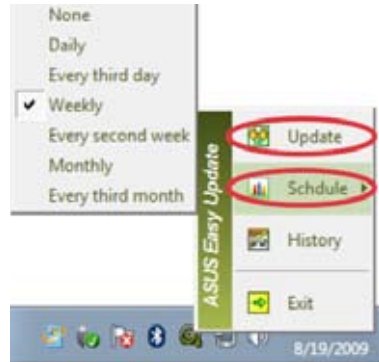 None
Daily
Every third day
Weekly
Every second week
Monthly
Every third month
ASUS Easy Update
Update
Schdule
History
Exit
8/19/2009